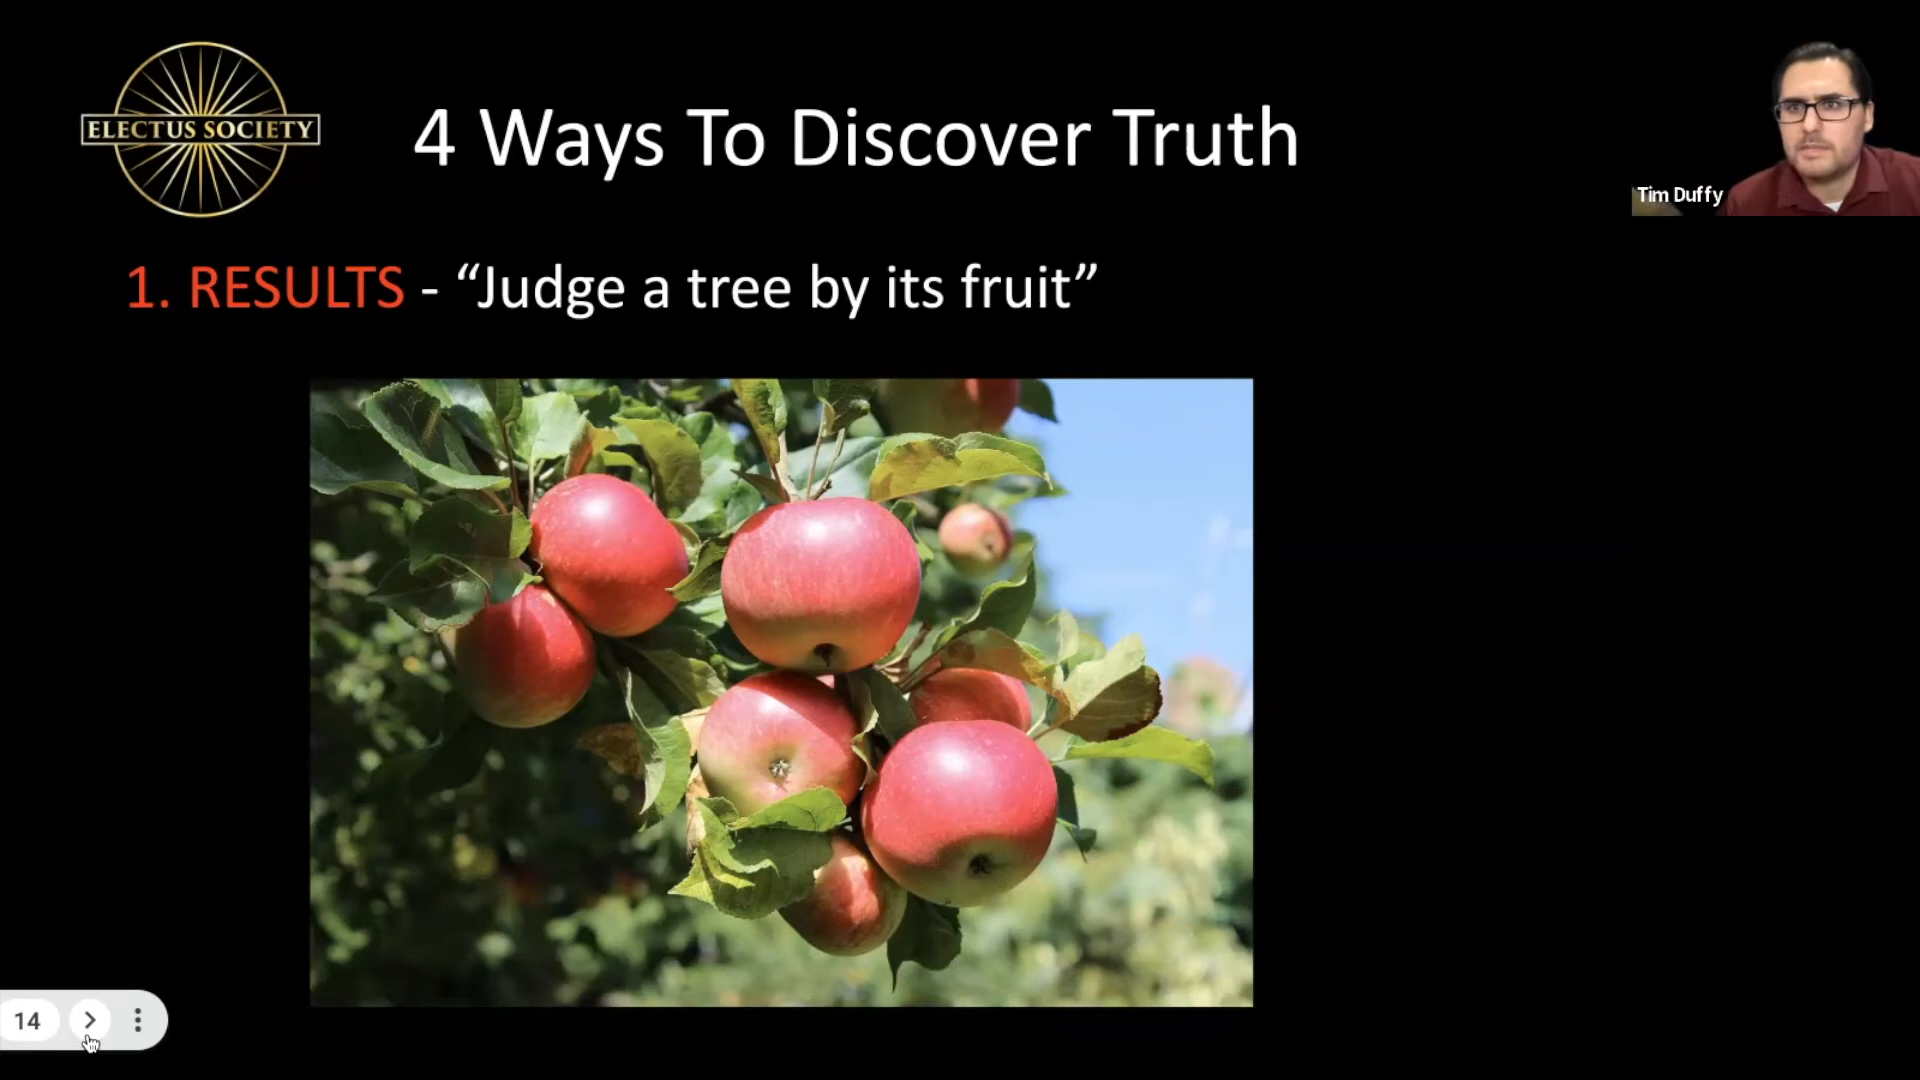 ELECTUS SOCIETY
4 Ways To Discover Truth
Tim Duffy
1. RESULTS - “Judge a tree by its fruit”
14